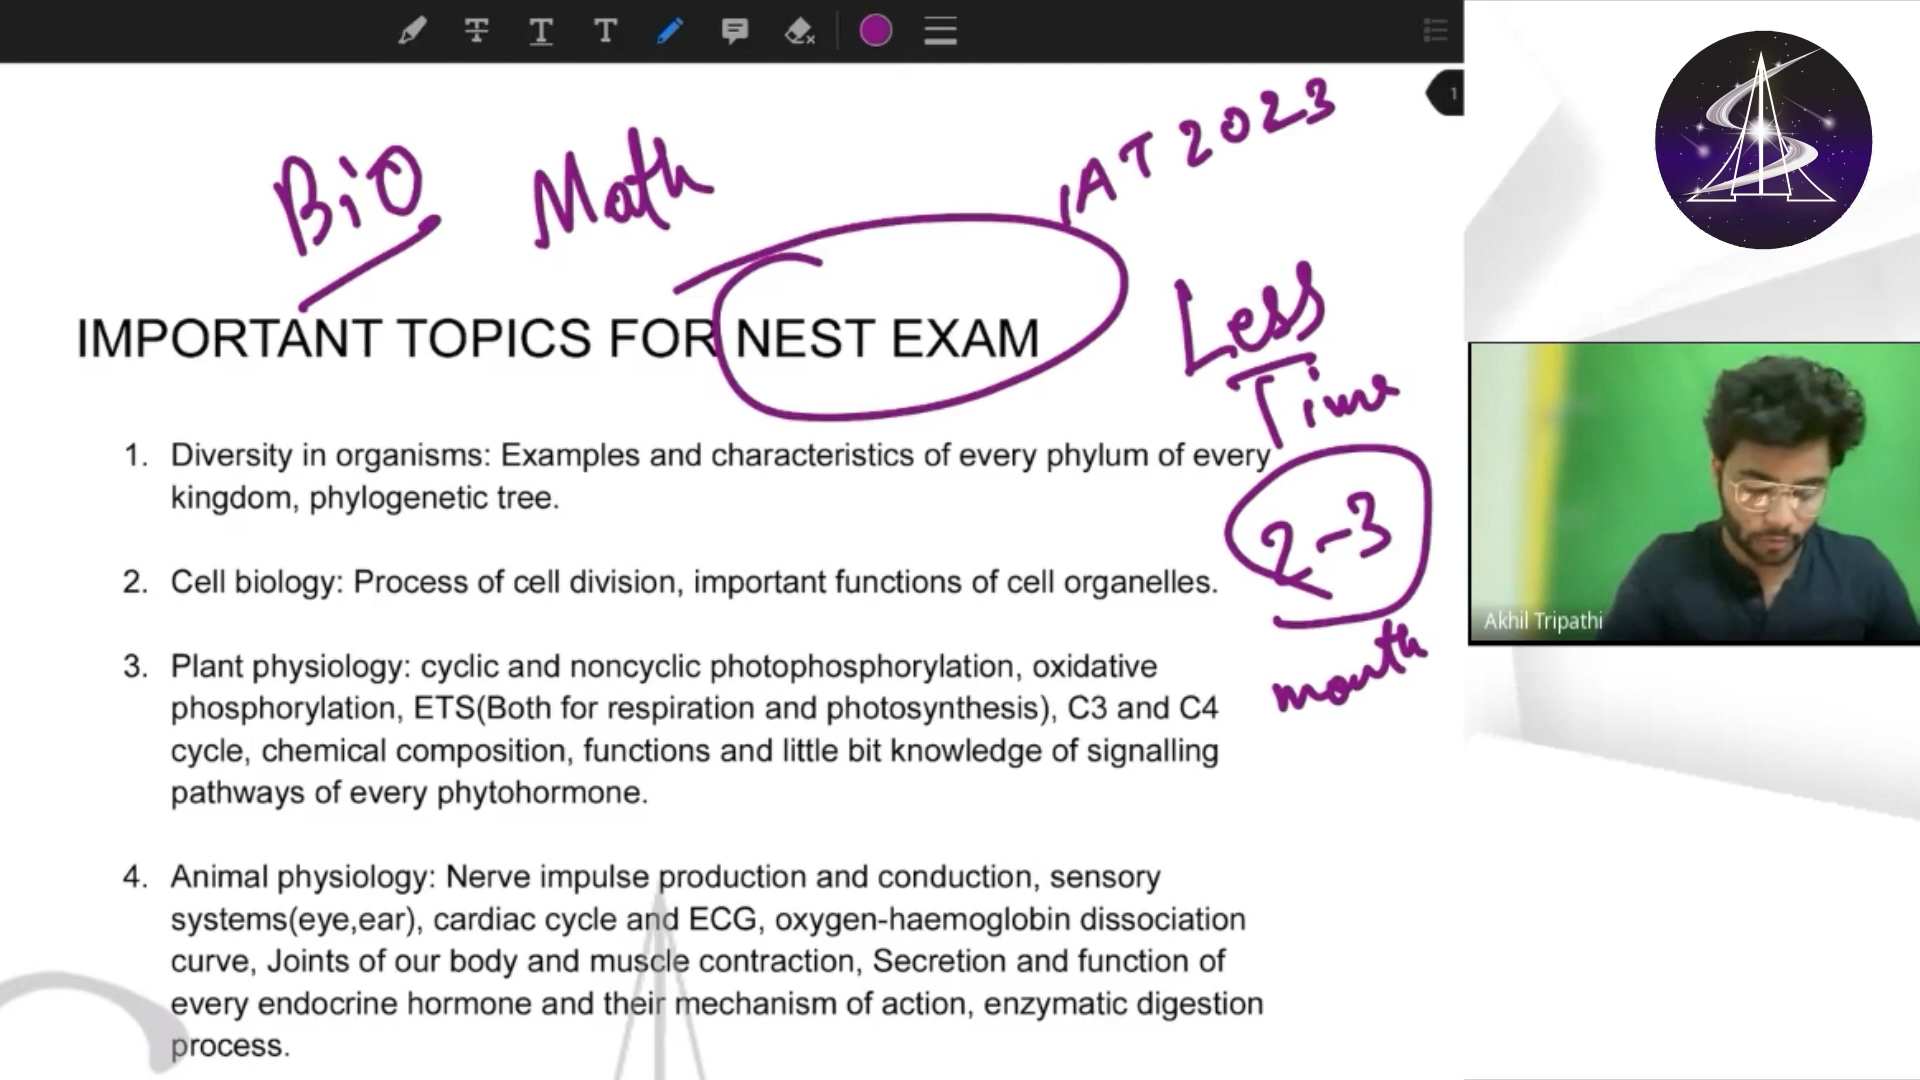 1
IAT 2023
Bio Math
Less
Time
IMPORTANT TOPICS FOR NEST EXAM
1. Diversity in organisms: Examples and characteristics of every phylum of every
kingdom, phylogenetic tree.
2-3
month
2. Cell biology: Process of cell division, important functions of cell organelles.
3. Plant physiology: cyclic and noncyclic photophosphorylation, oxidative
phosphorylation, ETS(Both for respiration and photosynthesis), C3 and C4
cycle, chemical composition, functions and little bit knowledge of signalling
pathways of every phytohormone.
4. Animal physiology: Nerve impulse production and conduction, sensory
systems(eye,ear), cardiac cycle and ECG, oxygen-haemoglobin dissociation
curve, Joints of our body and muscle contraction, Secretion and function of
every endocrine hormone and their mechanism of action, enzymatic digestion
process.
Akhil Tripathi